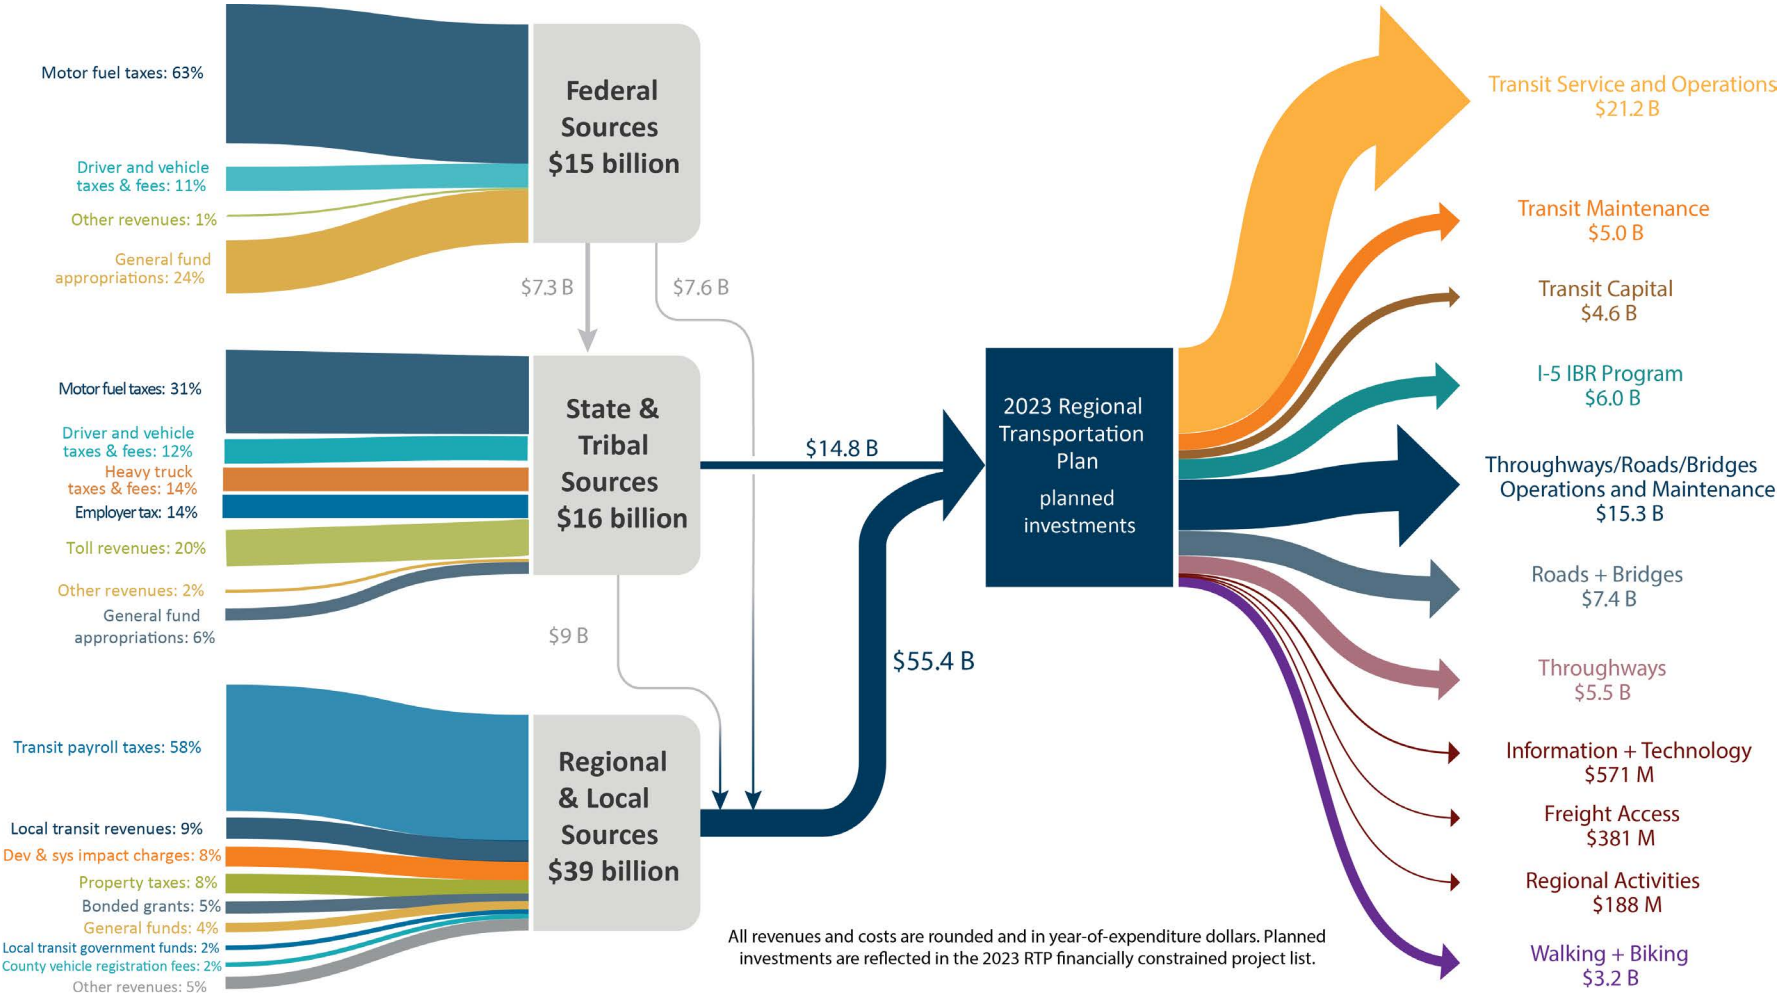 Motor fuel taxes: 63%
Driver and vehicle
taxes & fees: 11%
Other revenues: 1%
General fund
appropriations: 24%
Federal
Sources
$15 billion
$7.3 B
$7.6 B
Motor fuel taxes: 31%
Driver and vehicle
taxes & fees: 12%
Heavy truck
taxes & fees: 14%
Employer tax: 14%
Toll revenues: 20%
Other revenues: 2%
General fund
appropriations: 6%
State &
Tribal
Sources
$16 billion
$14.8 B
$9 B
$55.4 B
Transit payroll taxes: 58%
Local transit revenues: 9%
Dev & sys impact charges: 8%
Property taxes: 8%
Bonded grants: 5%
General funds: 4%
Local transit government funds: 2%
County vehicle registration fees: 2%
Other revenues: 5%
Regional
& Local
Sources
$39 billion
2023 Regional
Transportation
Plan
planned
investments
Transit Service and Operations
$21.2 B
Transit Maintenance
$5.0 B
Transit Capital
$4.6 B
I-5 IBR Program
$6.0 B
Throughways/Roads/Bridges
Operations and Maintenance
$15.3 B
Roads + Bridges
$7.4 B
Throughways
$5.5 B
Information + Technology
$571 M
Freight Access
$381 M
Regional Activities
$188 M
Walking + Biking
$3.2 B
All revenues and costs are rounded and in year-of-expenditure dollars. Planned
investments are reflected in the 2023 RTP financially constrained project list.